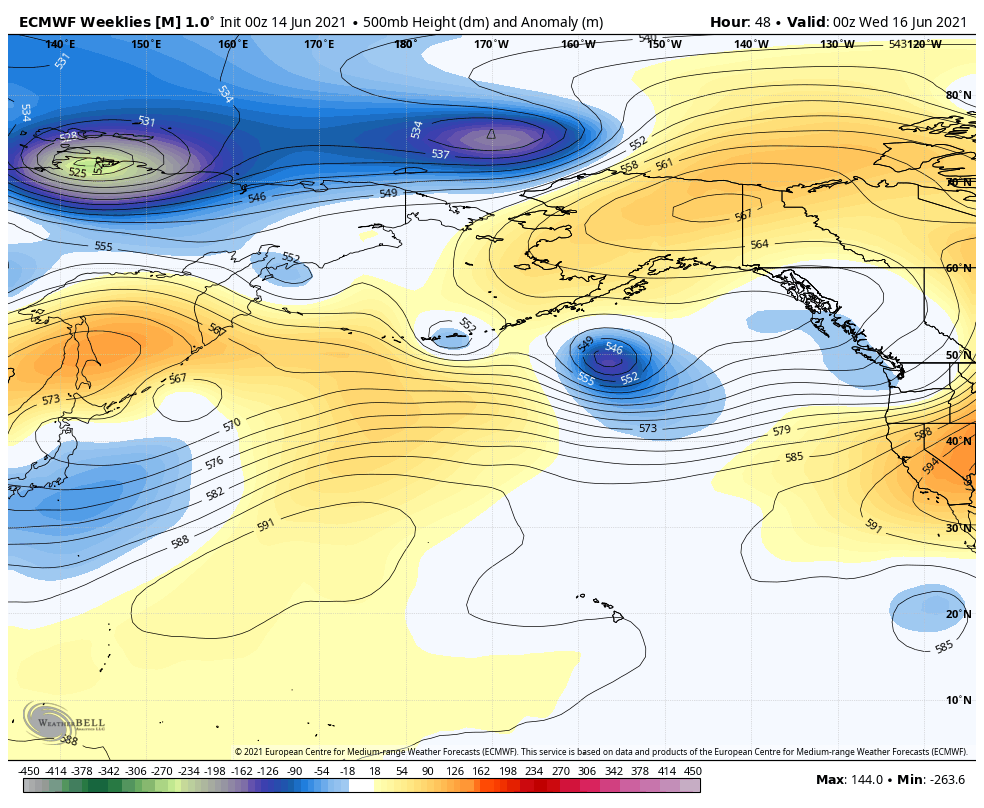 ECMWF Weeklies [M] 1.0° Init 00z 14 Jun 2021 • 500mb Height (dm) and Anomaly (m) Hour: 48 • Valid: 00z Wed 16 Jun 2021
140°E 150°E 160°E 170°E 180° 170°W 160°W 150°W 140°W 130°W 120°W
540 543
531
80°N
534 534
531 534
528 552
537
522 558 561
525
70°N
549
546
567
555 564
552
60°N
552
552
549 546
50°N
555 552
567
573
570 573 579 588
40°N
576 585
594
582
591 591
30°N
588
20°N
585
10°N
WEATHERBELL
588
© 2021 European Centre for Medium-range Weather Forecasts (ECMWF). This service is based on data and products of the European Centre for Medium-range Weather Forecasts (ECMWF).
-450 -414 -378 -342 -306 -270 -234 -198 -162 -126 -90 -54 -18 18 54 90 126 162 198 234 270 306 342 378 414 450
Max: 144.0 • Min: -263.6